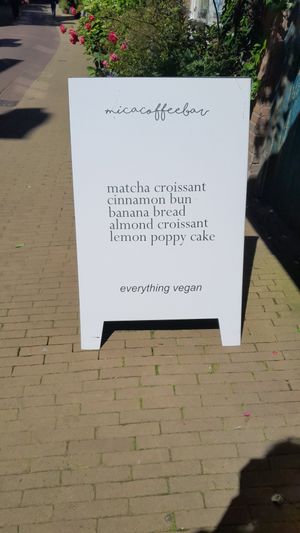 micacoffeebar
matcha croissant
cinnamon bun
banana bread
almond croissant
lemon poppy cake
everything vegan